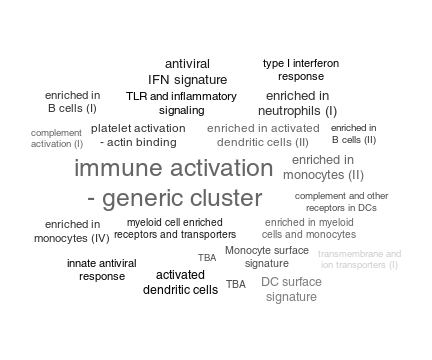 antiviral
IFN signature
type I interferon
response
enriched in
B cells (I)
TLR and inflammatory
signaling
enriched in
neutrophils (I)
complement
activation (I)
platelet activation
- actin binding
enriched in activated
dendritic cells (II)
enriched in
B cells (II)
immune activation
- generic cluster
enriched in
monocytes (II)
complement and other
receptors in DCs
enriched in
monocytes (IV)
myeloid cell enriched
receptors and transporters
enriched in myeloid
cells and monocytes
innate antiviral
response
TBA
Monocyte surface
signature
transmembrane and
ion transporters (I)
activated
dendritic cells
TBA
DC surface
signature